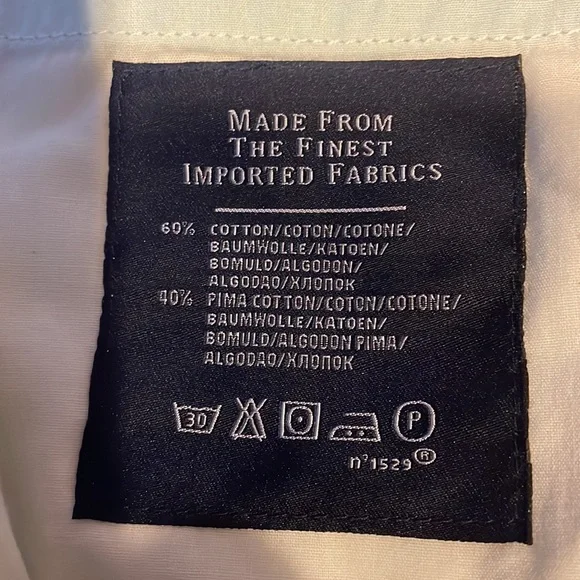 MADE FROM
THE FINEST
IMPORTED FABRICS
60% COTTON/COTON/COTONE/
BAUMWOLLE/KATOEN/
BOMULD/ALGODON/
ALGODAO/ХЛОПОК
40% PIMA COTTON/COTON/COTONE/
BAUMWOLLE/KATOEN/
BOMULD/ALGODON PIMA/
ALGODAO/ХЛОПОК
30 P
n°1529®